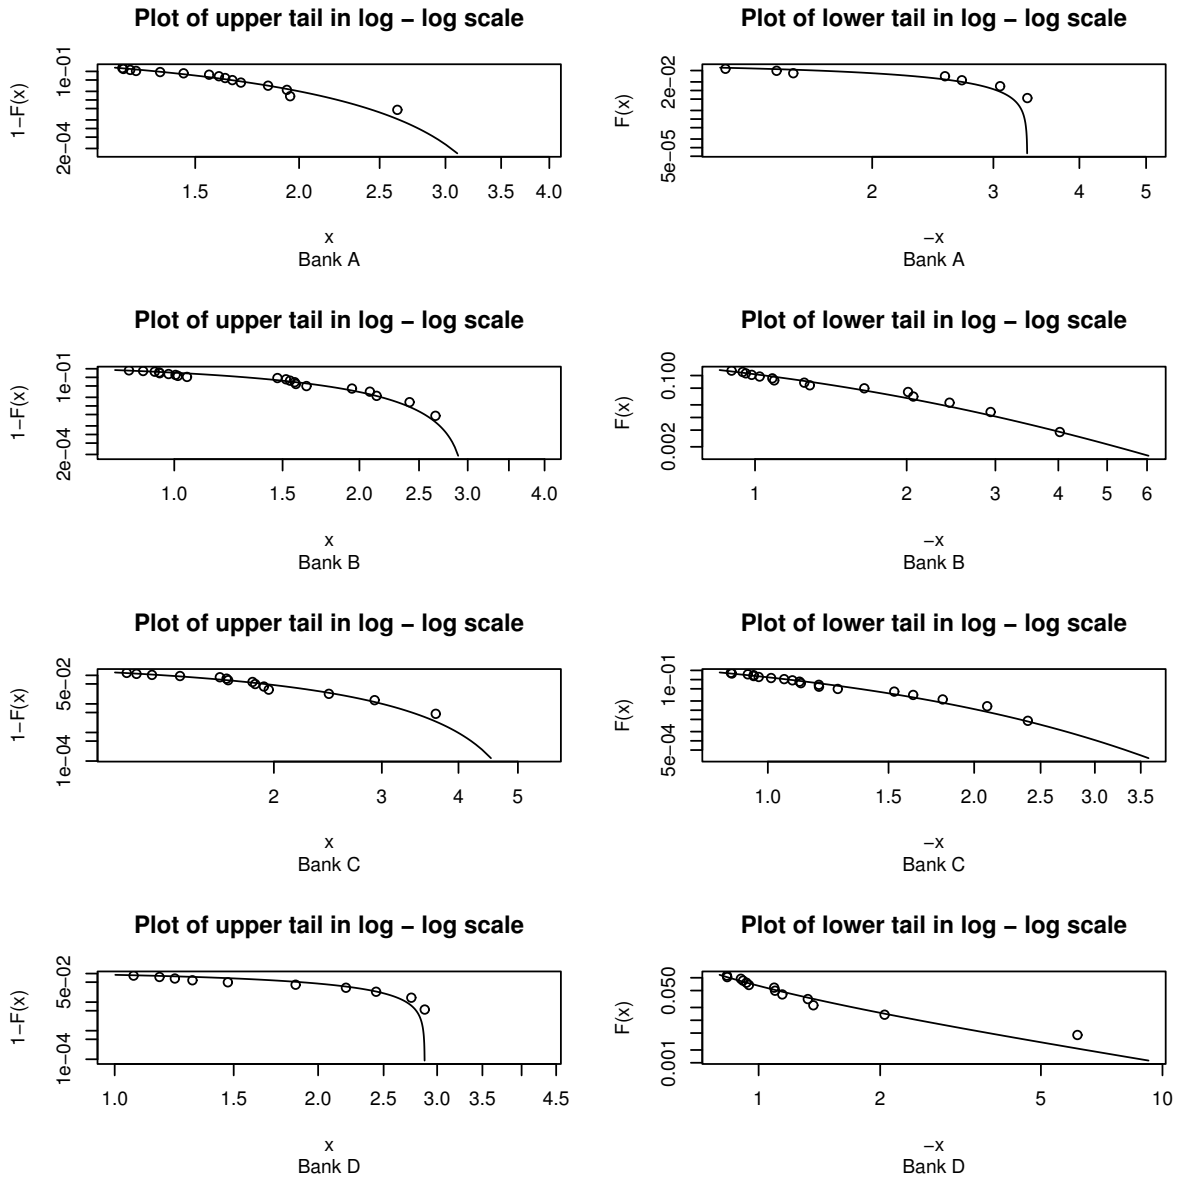 Plot of upper tail in log − log scale
1−F(x)
1e−01
2e−04
1.5 2.0 2.5 3.0 3.5 4.0
x
Bank A
Plot of lower tail in log − log scale
F(x)
2e−02
5e−05
2 3 4 5
−x
Bank A
Plot of upper tail in log − log scale
1−F(x)
1e−01
2e−04
1.0 1.5 2.0 2.5 3.0 4.0
x
Bank B
Plot of lower tail in log − log scale
F(x)
0.100
0.002
1 2 3 4 5 6
−x
Bank B
Plot of upper tail in log − log scale
1−F(x)
5e−02
1e−04
2 3 4 5
x
Bank C
Plot of lower tail in log − log scale
F(x)
1e−01
5e−04
1.0 1.5 2.0 2.5 3.0 3.5
−x
Bank C
Plot of upper tail in log − log scale
1−F(x)
5e−02
1e−04
1.0 1.5 2.0 2.5 3.0 3.5 4.5
x
Bank D
Plot of lower tail in log − log scale
F(x)
0.050
0.001
1 2 5 10
−x
Bank D